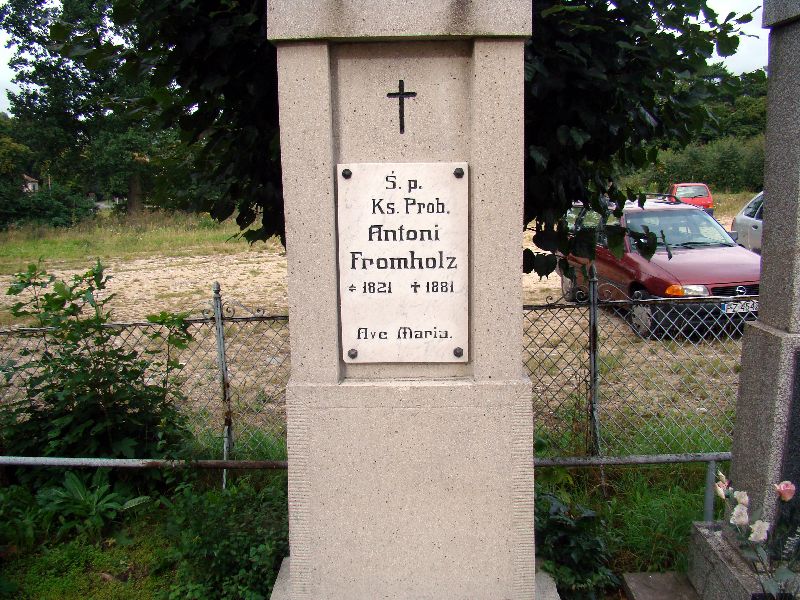 Ś. p.
Ks. Prob.
Antoni
Fromholz
* 1821 ✝ 1881
Ave Maria.